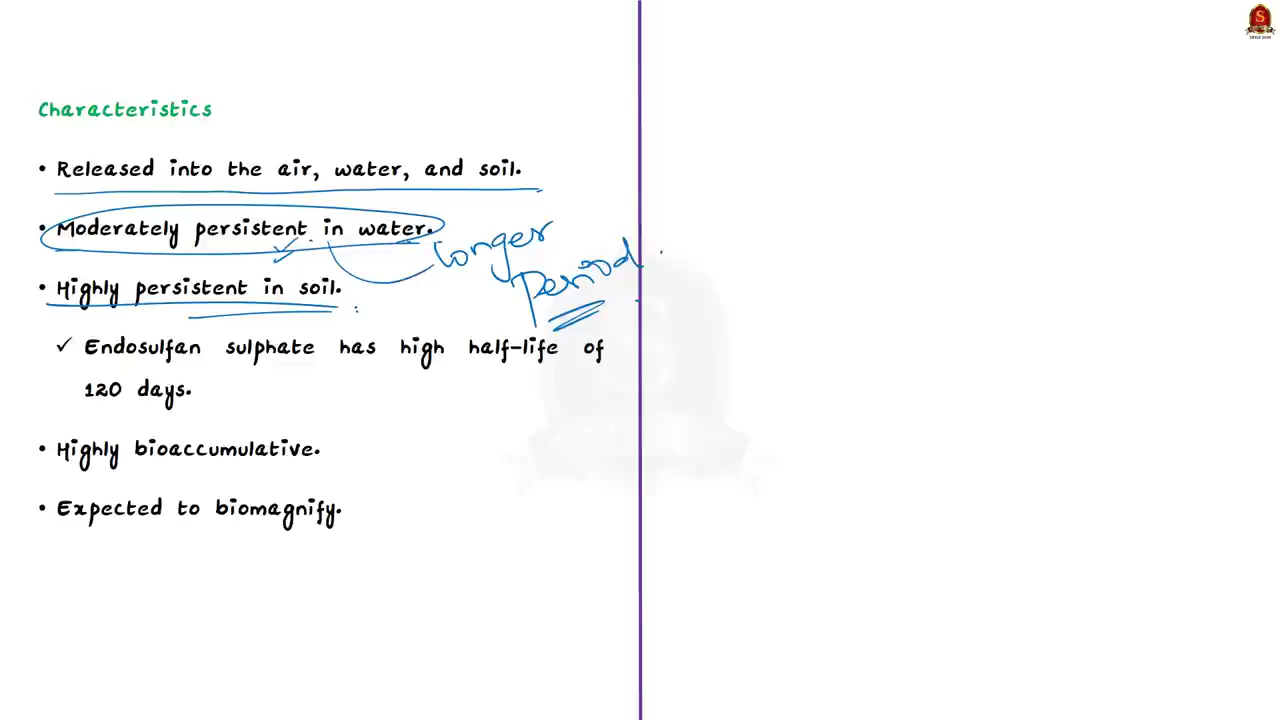 Characteristics
• Released into the air, water, and soil.
• Moderately persistent in water.
longer
period
• Highly persistent in soil.
✓ Endosulfan sulphate has high half-life of
120 days.
• Highly bioaccumulative.
• Expected to biomagnify.